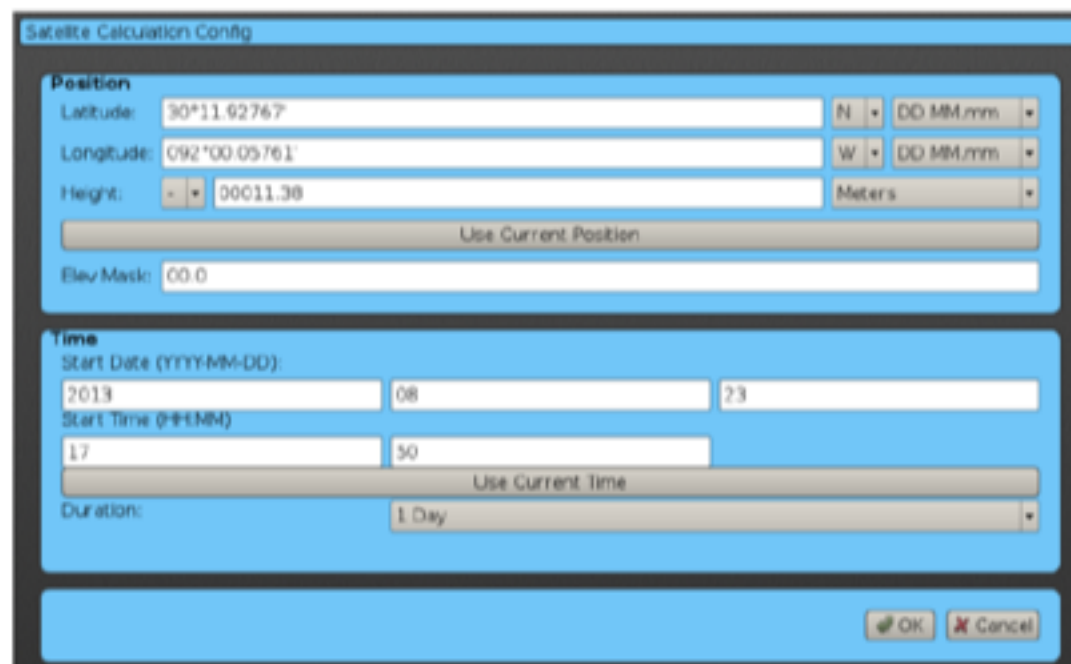 Satellite Calculation Config
Position
Latitude: 30°11.92767' N DD MM.mm
Longitude: 092°00.05761' W DD MM.mm
Height: - 00011.38 Meters
Use Current Position
Elev Mask: 00.0
Time
Start Date (YYYY-MM-DD):
2013 08 23
Start Time (HH:MM)
17 50
Use Current Time
Duration: 1 Day
OK Cancel